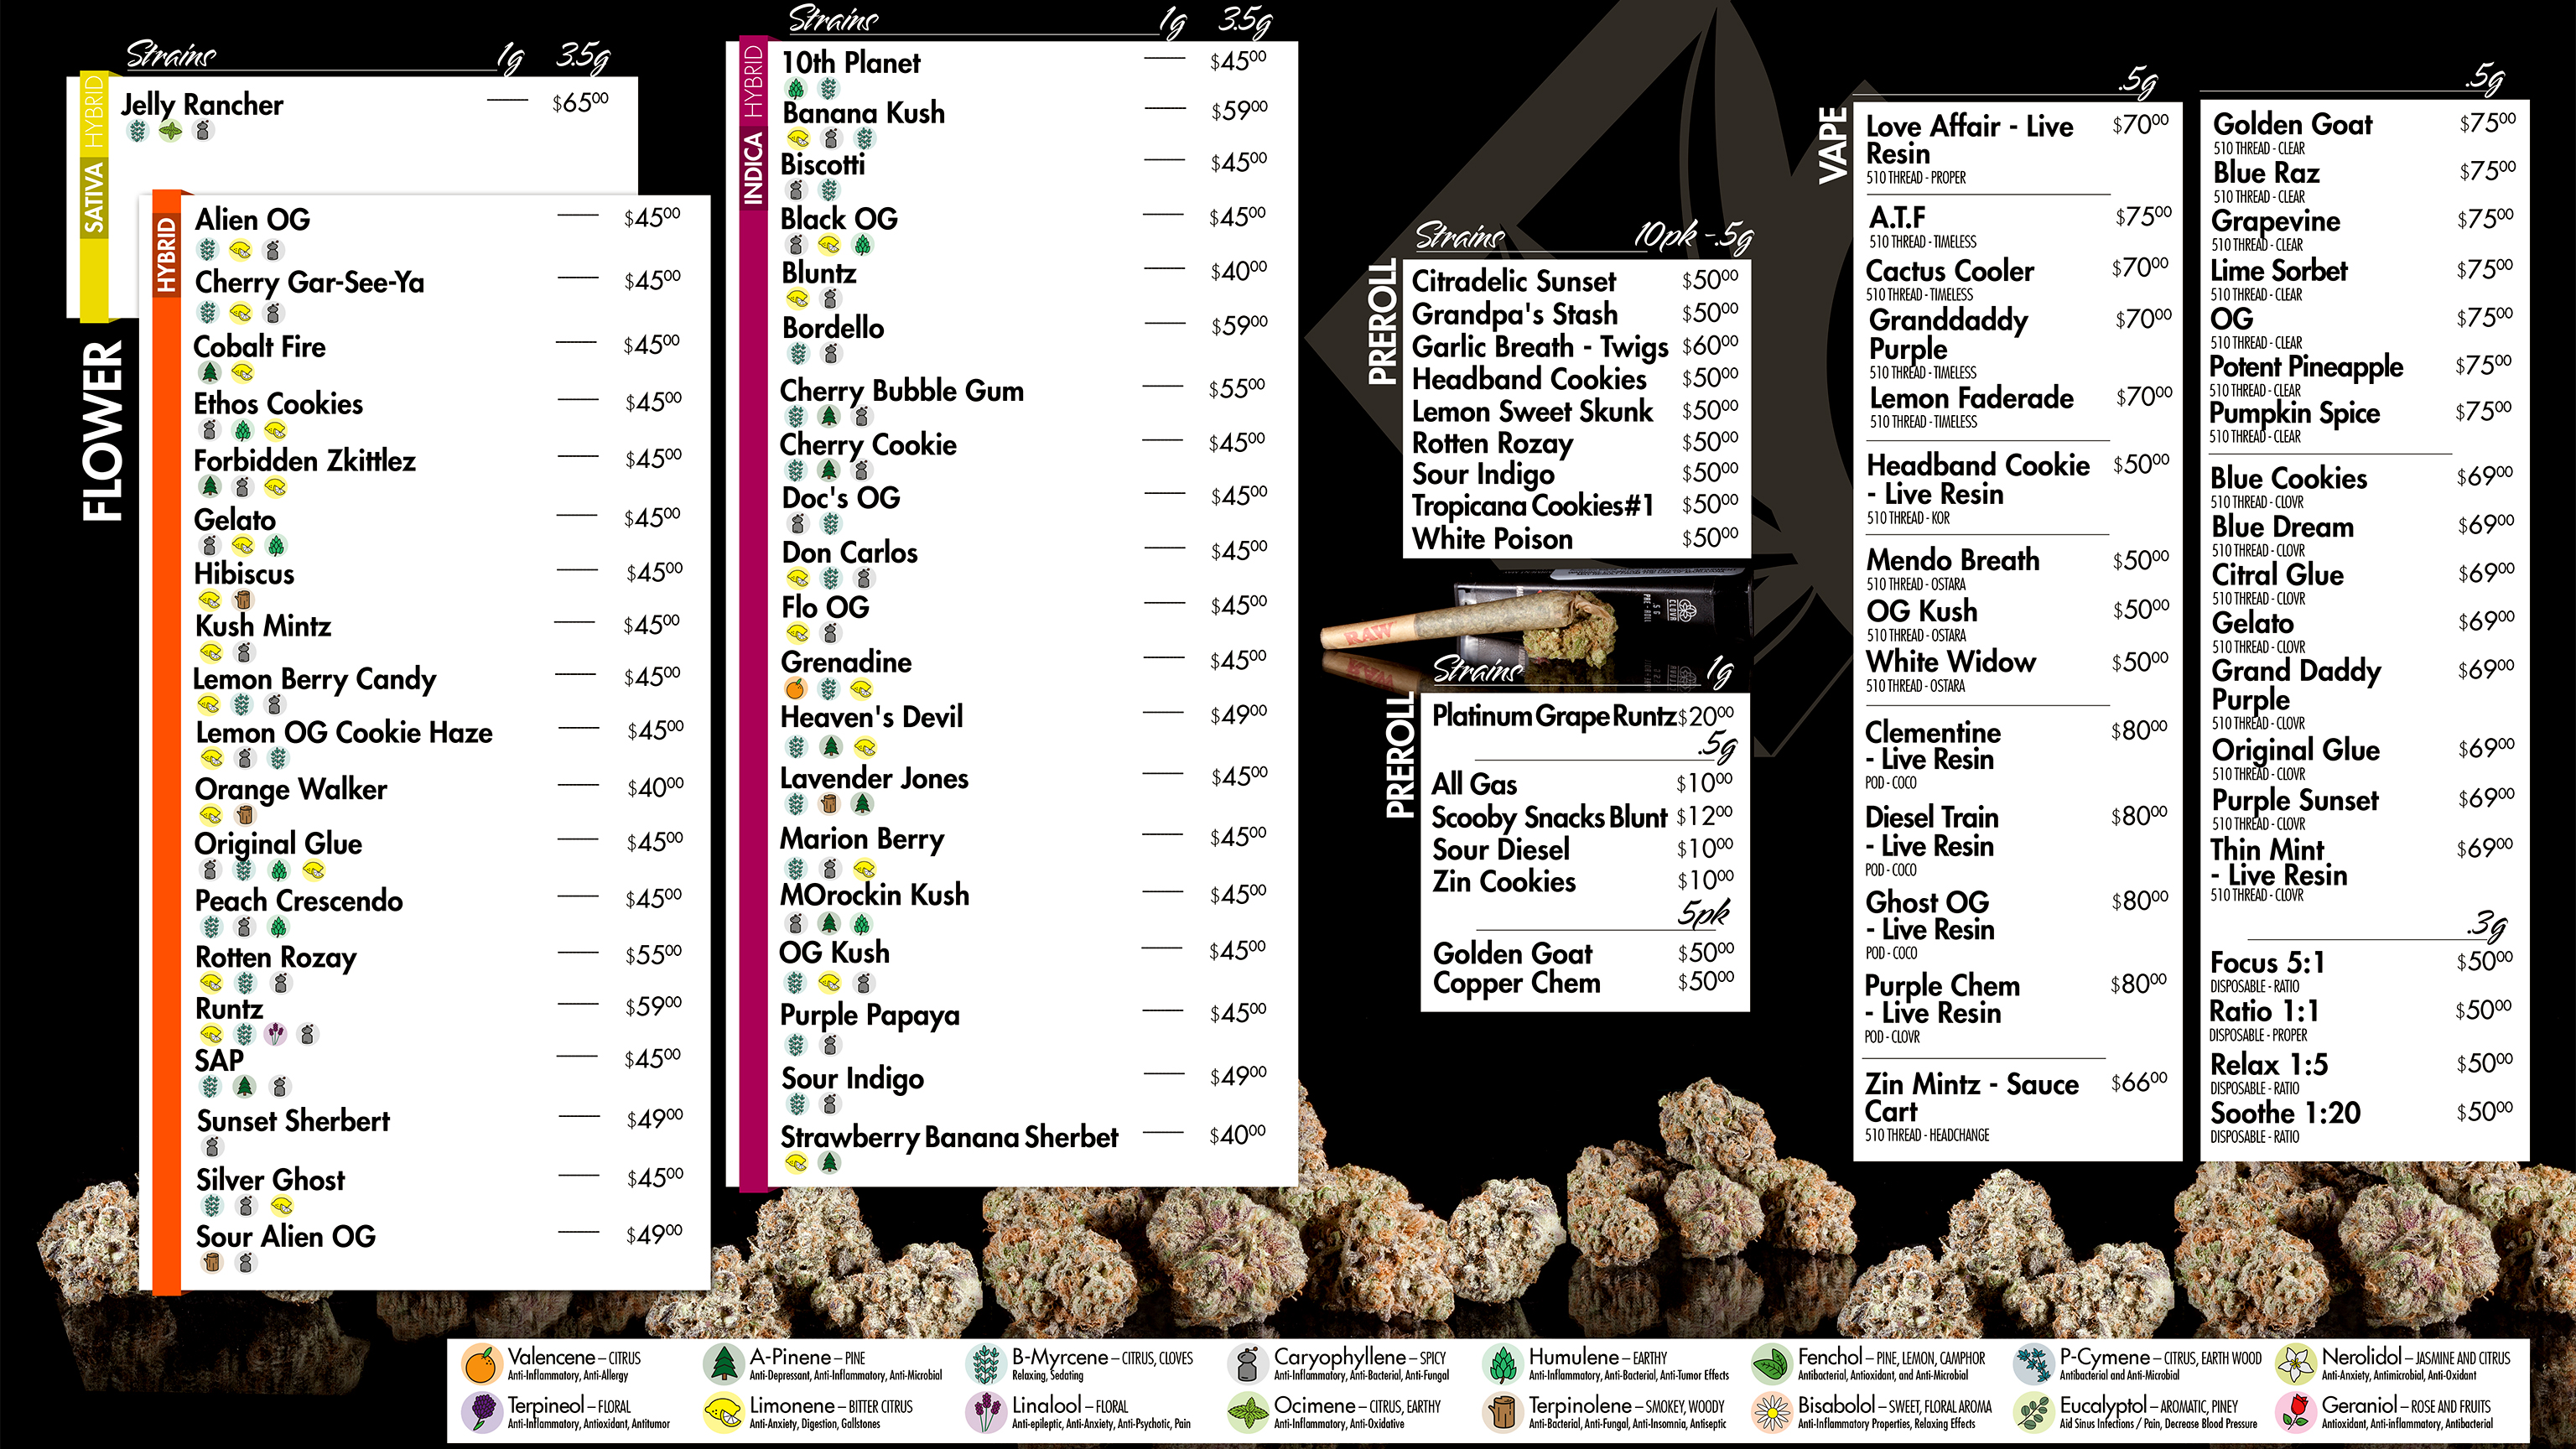 Strains 1g 3.5g
SATIVA HYBRID
Jelly Rancher $65⁰⁰
FLOWER
HYBRID
Alien OG $45⁰⁰
Cherry Gar-See-Ya $45⁰⁰
Cobalt Fire $45⁰⁰
Ethos Cookies $45⁰⁰
Forbidden Zkittlez $45⁰⁰
Gelato $45⁰⁰
Hibiscus $45⁰⁰
Kush Mintz $45⁰⁰
Lemon Berry Candy $45⁰⁰
Lemon OG Cookie Haze $45⁰⁰
Orange Walker $40⁰⁰
Original Glue $45⁰⁰
Peach Crescendo $45⁰⁰
Rotten Rozay $55⁰⁰
Runtz $59⁰⁰
SAP $45⁰⁰
Sunset Sherbert $49⁰⁰
Silver Ghost $45⁰⁰
Sour Alien OG $49⁰⁰
Strains 1g 3.5g
INDICA HYBRID
10th Planet $45⁰⁰
Banana Kush $59⁰⁰
Biscotti $45⁰⁰
Black OG $45⁰⁰
Bluntz $40⁰⁰
Bordello $59⁰⁰
Cherry Bubble Gum $55⁰⁰
Cherry Cookie $45⁰⁰
Doc's OG $45⁰⁰
Don Carlos $45⁰⁰
Flo OG $45⁰⁰
Grenadine $45⁰⁰
Heaven's Devil $49⁰⁰
Lavender Jones $45⁰⁰
Marion Berry $45⁰⁰
MOrockin Kush $45⁰⁰
OG Kush $45⁰⁰
Purple Papaya $45⁰⁰
Sour Indigo $49⁰⁰
Strawberry Banana Sherbet $40⁰⁰
Strains 10pk -.5g
PREROLL
Citradelic Sunset $50⁰⁰
Grandpa's Stash $50⁰⁰
Garlic Breath - Twigs $60⁰⁰
Headband Cookies $50⁰⁰
Lemon Sweet Skunk $50⁰⁰
Rotten Rozay $50⁰⁰
Sour Indigo $50⁰⁰
Tropicana Cookies#1 $50⁰⁰
White Poison $50⁰⁰
RAW
CLOVR
Strains 1g
PREROLL
Platinum Grape Runtz $20⁰⁰
.5g
All Gas $10⁰⁰
Scooby Snacks Blunt $12⁰⁰
Sour Diesel $10⁰⁰
Zin Cookies $10⁰⁰
5pk
Golden Goat $50⁰⁰
Copper Chem $50⁰⁰
.5g
VAPE
Love Affair - Live $70⁰⁰
Resin
510 THREAD - PROPER
A.T.F $75⁰⁰
510 THREAD - TIMELESS
Cactus Cooler $70⁰⁰
510 THREAD - TIMELESS
Granddaddy $70⁰⁰
Purple
510 THREAD - TIMELESS
Lemon Faderade $70⁰⁰
510 THREAD - TIMELESS
Headband Cookie $50⁰⁰
- Live Resin
510 THREAD - KOR
Mendo Breath $50⁰⁰
510 THREAD - OSTARA
OG Kush $50⁰⁰
510 THREAD - OSTARA
White Widow $50⁰⁰
510 THREAD - OSTARA
Clementine $80⁰⁰
- Live Resin
POD - COCO
Diesel Train $80⁰⁰
- Live Resin
POD - COCO
Ghost OG $80⁰⁰
- Live Resin
POD - COCO
Purple Chem $80⁰⁰
- Live Resin
POD - CLOVR
Zin Mintz - Sauce $66⁰⁰
Cart
510 THREAD - HEADCHANGE
.5g
Golden Goat $75⁰⁰
510 THREAD - CLEAR
Blue Raz $75⁰⁰
510 THREAD - CLEAR
Grapevine $75⁰⁰
510 THREAD - CLEAR
Lime Sorbet $75⁰⁰
510 THREAD - CLEAR
OG $75⁰⁰
510 THREAD - CLEAR
Potent Pineapple $75⁰⁰
510 THREAD - CLEAR
Pumpkin Spice $75⁰⁰
510 THREAD - CLEAR
Blue Cookies $69⁰⁰
510 THREAD - CLOVR
Blue Dream $69⁰⁰
510 THREAD - CLOVR
Citral Glue $69⁰⁰
510 THREAD - CLOVR
Gelato $69⁰⁰
510 THREAD - CLOVR
Grand Daddy $69⁰⁰
Purple
510 THREAD - CLOVR
Original Glue $69⁰⁰
510 THREAD - CLOVR
Purple Sunset $69⁰⁰
510 THREAD - CLOVR
Thin Mint $69⁰⁰
- Live Resin
510 THREAD - CLOVR
.3g
Focus 5:1 $50⁰⁰
DISPOSABLE - RATIO
Ratio 1:1 $50⁰⁰
DISPOSABLE - PROPER
Relax 1:5 $50⁰⁰
DISPOSABLE - RATIO
Soothe 1:20 $50⁰⁰
DISPOSABLE - RATIO
Valencene – CITRUS
Anti-Inflammatory, Anti-Allergy
A-Pinene – PINE
Anti-Depressant, Anti-Inflammatory, Anti-Microbial
B-Myrcene – CITRUS, CLOVES
Relaxing, Sedating
Caryophyllene – SPICY
Anti-Inflammatory, Anti-Bacterial, Anti-Fungal
Humulene – EARTHY
Anti-Inflammatory, Anti-Bacterial, Anti-Tumor Effects
Fenchol – PINE, LEMON, CAMPHOR
Antibacterial, Antioxidant, and Anti-Microbial
P-Cymene – CITRUS, EARTH WOOD
Antibacterial and Anti-Microbial
Nerolidol – JASMINE AND CITRUS
Anti-Anxiety, Antimicrobial, Anti-Oxidant
Terpineol – FLORAL
Anti-Inflammatory, Antioxidant, Antitumor
Limonene – BITTER CITRUS
Anti-Anxiety, Digestion, Gallstones
Linalool – FLORAL
Anti-epileptic, Anti-Anxiety, Anti-Psychotic, Pain
Ocimene – CITRUS, EARTHY
Anti-Inflammatory, Anti-Oxidative
Terpinolene – SMOKEY, WOODY
Anti-Bacterial, Anti-Fungal, Anti-Insomnia, Antiseptic
Bisabolol – SWEET, FLORAL AROMA
Anti-Inflammatory Properties, Relaxing Effects
Eucalyptol – AROMATIC, PINEY
Aid Sinus Infections / Pain, Decrease Blood Pressure
Geraniol – ROSE AND FRUITS
Antioxidant, Anti-inflammatory, Antibacterial